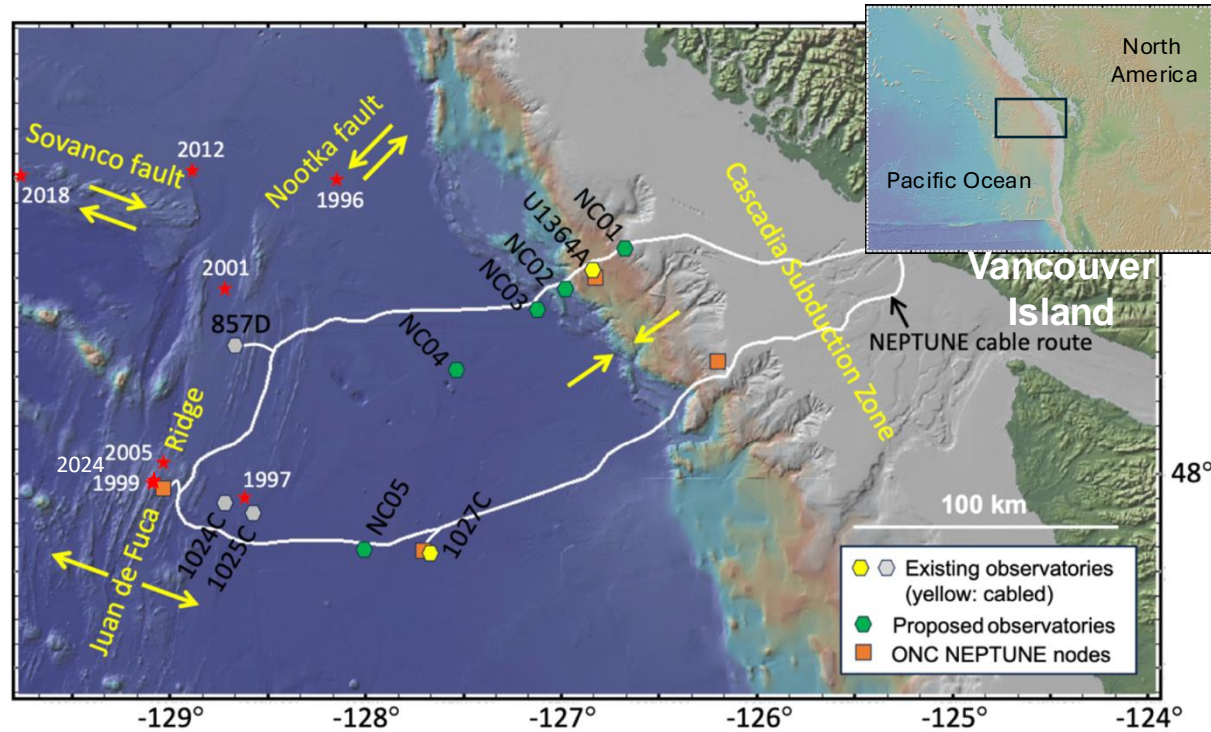 North
America
Pacific Ocean
Sovanco fault
2012
Nootka fault
2018
1996
Cascadia Subduction Zone
U1364A
NC01
NC02
NC03
2001
Vancouver
Island
857D
NC04
NEPTUNE cable route
Juan de Fuca Ridge
2005
2024
1999
1997
48°
100 km
1024C
1025C
NC05
1027C
Existing observatories
(yellow: cabled)
Proposed observatories
ONC NEPTUNE nodes
-129°
-128°
-127°
-126°
-125°
-124°